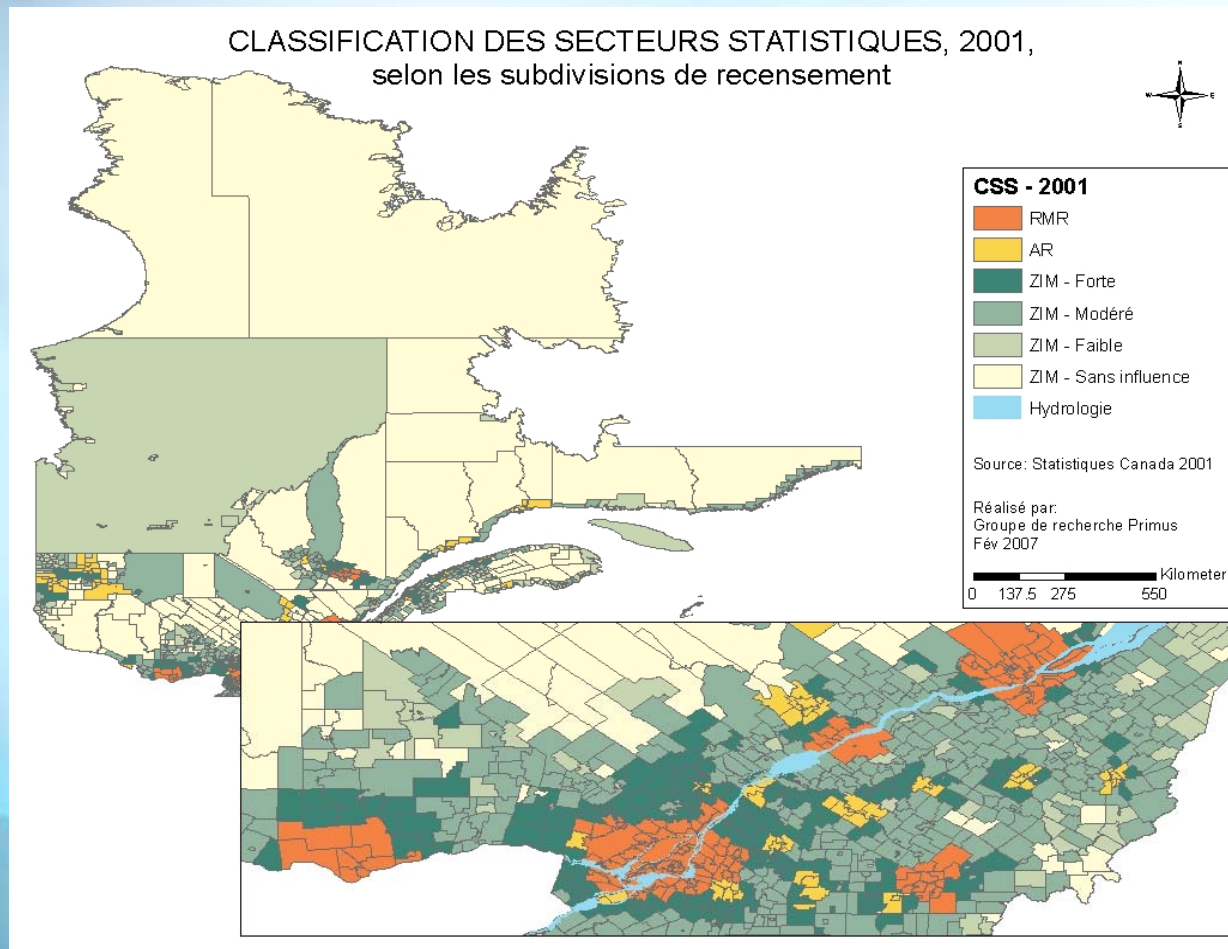 CLASSIFICATION DES SECTEURS STATISTIQUES, 2001,
selon les subdivisions de recensement
N
W E
S
CSS - 2001
RMR
AR
ZIM - Forte
ZIM - Modéré
ZIM - Faible
ZIM - Sans influence
Hydrologie
Source: Statistiques Canada 2001
Réalisé par:
Groupe de recherche Primus
Fév 2007
Kilometer
0 137.5 275 550